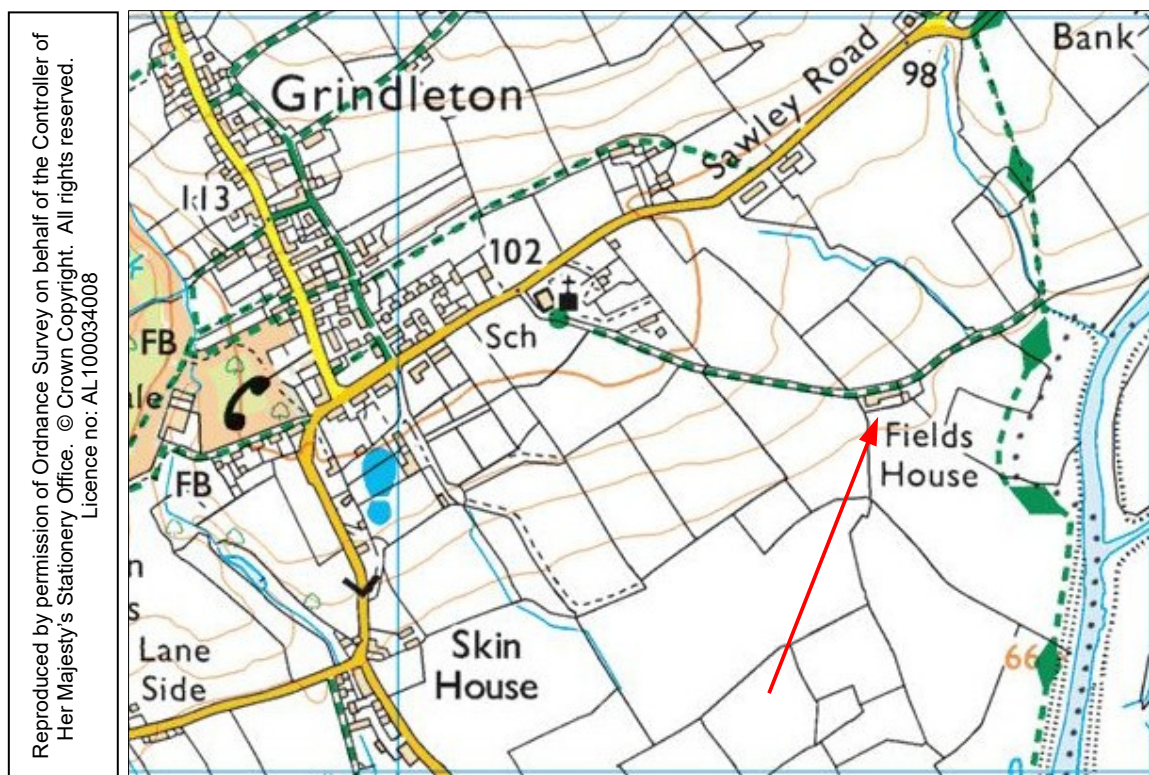 Reproduced by permission of Ordnance Survey on behalf of the Controller of
Her Majesty's Stationery Office. © Crown Copyright. All rights reserved.
Licence no: AL100034008
Bank
98
Grindleton
Sawley Road
102
FB
Sch
Fields
House
FB
Skin
House
Lane
Side
66